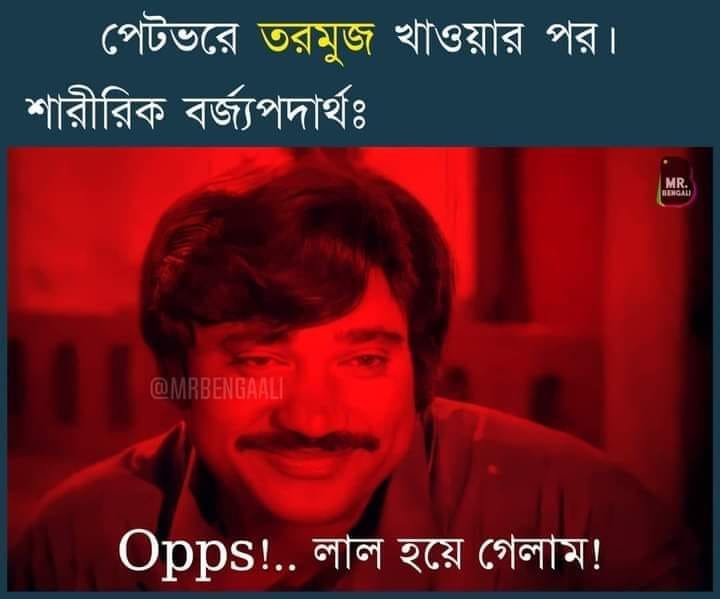 পেটভরে তরমুজ খাওয়ার পর।
শারীরিক বর্জ্যপদার্থঃ
MR.
BENGALI
@MRBENGAALI
Opps!.. লাল হয়ে গেলাম!